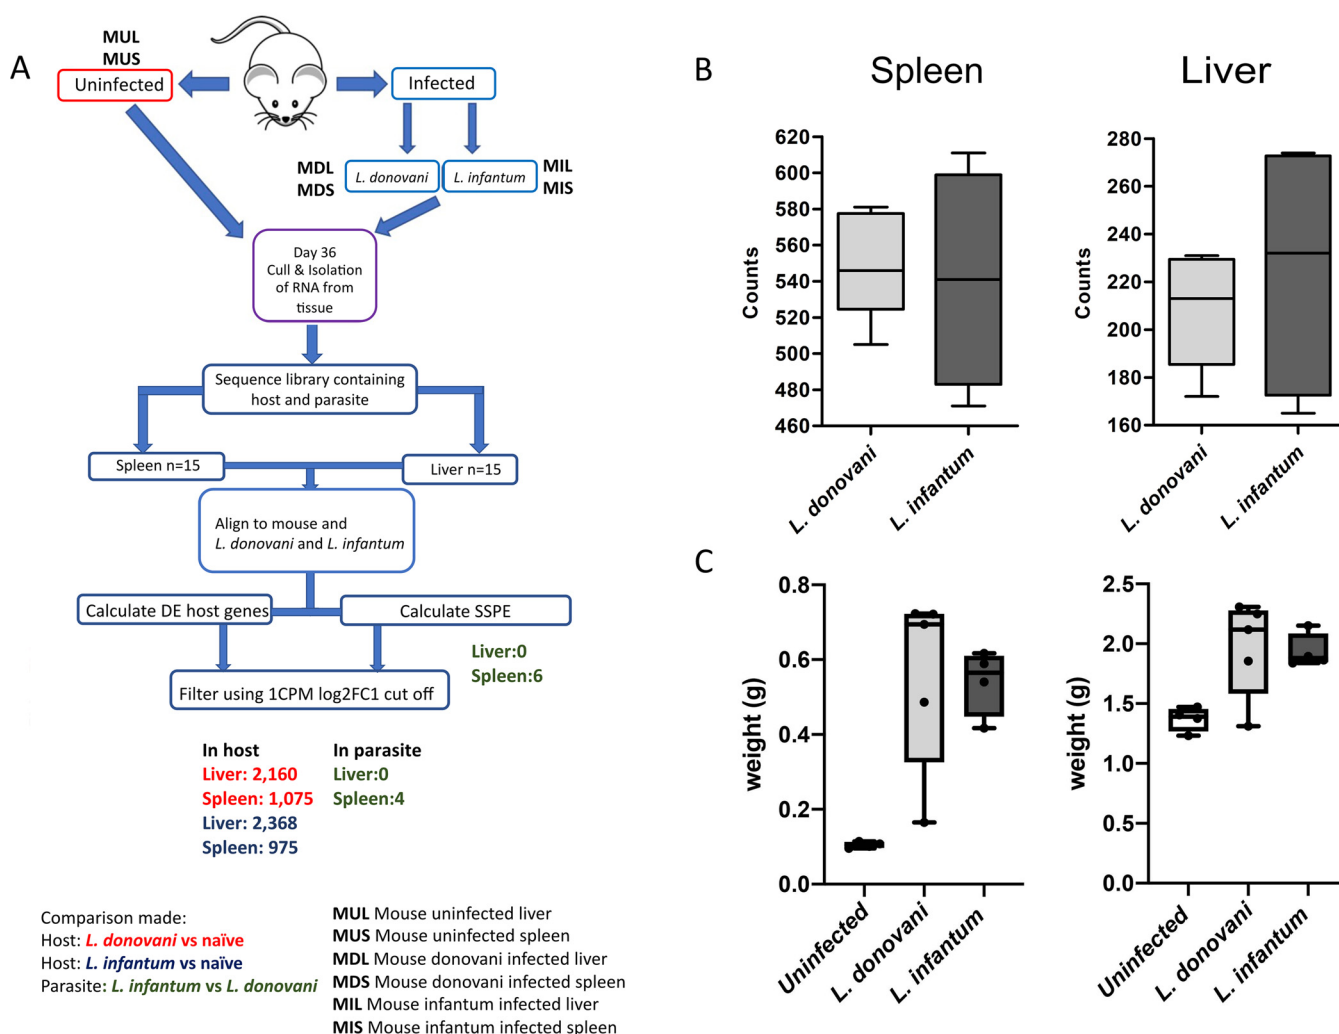 A
MUL
MUS
Uninfected
Infected
MDL
MDS
L. donovani
L. infantum
MIL
MIS
Day 36
Cull & Isolation
of RNA from
tissue
Sequence library containing
host and parasite
Spleen n=15
Liver n=15
Align to mouse and
L. donovani and L. infantum
Calculate DE host genes
Calculate SSPE
Liver:0
Spleen:6
Filter using 1CPM log2FC1 cut off
In host
Liver: 2,160
Spleen: 1,075
Liver: 2,368
Spleen: 975
In parasite
Liver:0
Spleen:4
Comparison made:
Host: L. donovani vs naïve
Host: L. infantum vs naïve
Parasite: L. infantum vs L. donovani
MUL Mouse uninfected liver
MUS Mouse uninfected spleen
MDL Mouse donovani infected liver
MDS Mouse donovani infected spleen
MIL Mouse infantum infected liver
MIS Mouse infantum infected spleen
B
Spleen
Counts
620
600
580
560
540
520
500
480
460
L. donovani
L. infantum
Liver
Counts
280
260
240
220
200
180
160
L. donovani
L. infantum
C
weight (g)
0.8
0.6
0.4
0.2
0.0
Uninfected
L. donovani
L. infantum
weight (g)
2.5
2.0
1.5
1.0
0.5
0.0
Uninfected
L. donovani
L. infantum